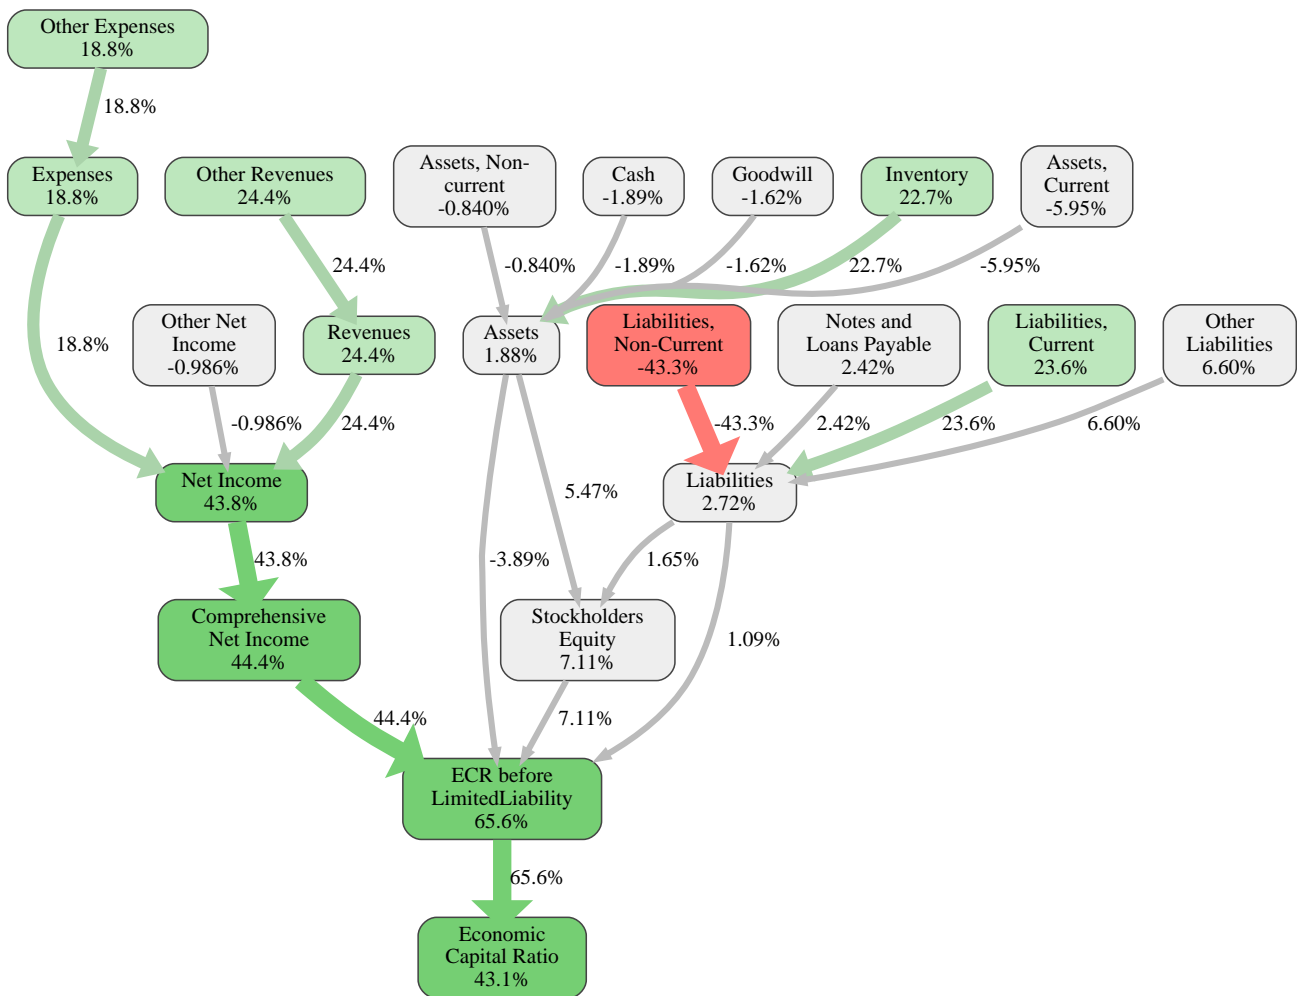 Other Expenses
18.8%
18.8%
Expenses
18.8%
Other Revenues
24.4%
Assets, Non-
current
-0.840%
Cash
-1.89%
Goodwill
-1.62%
Inventory
22.7%
Assets,
Current
-5.95%
24.4%
-0.840%
-1.89%
-1.62%
22.7%
-5.95%
18.8%
Other Net
Income
-0.986%
Revenues
24.4%
Assets
1.88%
Liabilities,
Non-Current
-43.3%
Notes and
Loans Payable
2.42%
Liabilities,
Current
23.6%
Other
Liabilities
6.60%
-0.986%
24.4%
-43.3%
2.42%
23.6%
6.60%
Net Income
43.8%
5.47%
Liabilities
2.72%
43.8%
-3.89%
1.65%
Comprehensive
Net Income
44.4%
Stockholders
Equity
7.11%
1.09%
44.4%
7.11%
ECR before
LimitedLiability
65.6%
65.6%
Economic
Capital Ratio
43.1%